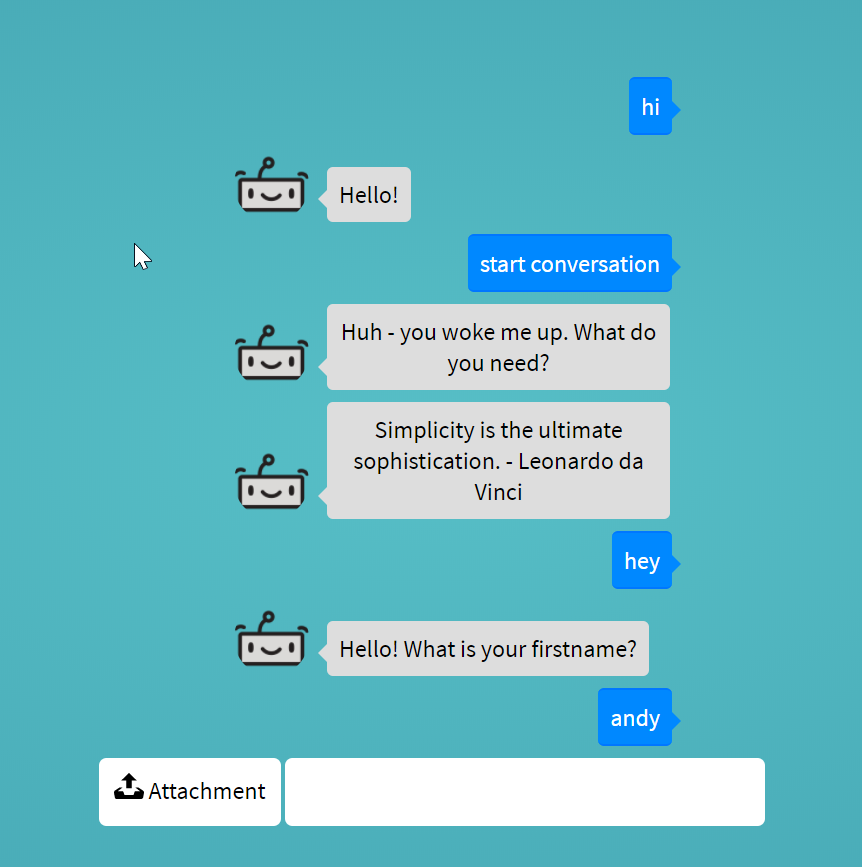 hi
Hello!
start conversation
Huh - you woke me up. What do
you need?
Simplicity is the ultimate
sophistication. - Leonardo da
Vinci
hey
Hello! What is your firstname?
andy
Attachment